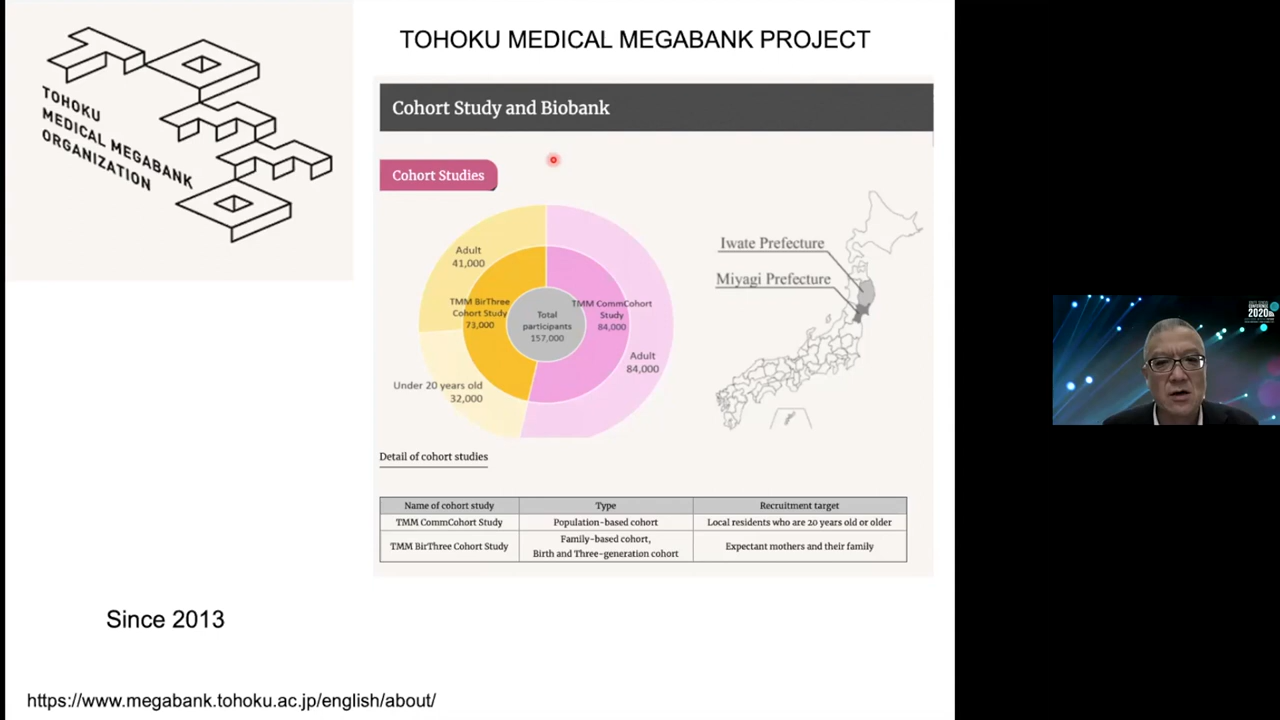 TOHOKU MEDICAL MEGABANK PROJECT
TOHOKU
MEDICAL MEGABANK
ORGANIZATION
Cohort Study and Biobank
Cohort Studies
Adult
41,000
TMM BirThree
Cohort Study
73,000
Total
participants
157,000
TMM CommCohort
Study
84,000
Adult
84,000
Under 20 years old
32,000
Iwate Prefecture
Miyagi Prefecture
Detail of cohort studies
Name of cohort study Type Recruitment target
TMM CommCohort Study Population-based cohort Local residents who are 20 years old or older
TMM BirThree Cohort Study Family-based cohort, Birth and Three-generation cohort Expectant mothers and their family
Since 2013
https://www.megabank.tohoku.ac.jp/english/about/
CONFERENCE
2020